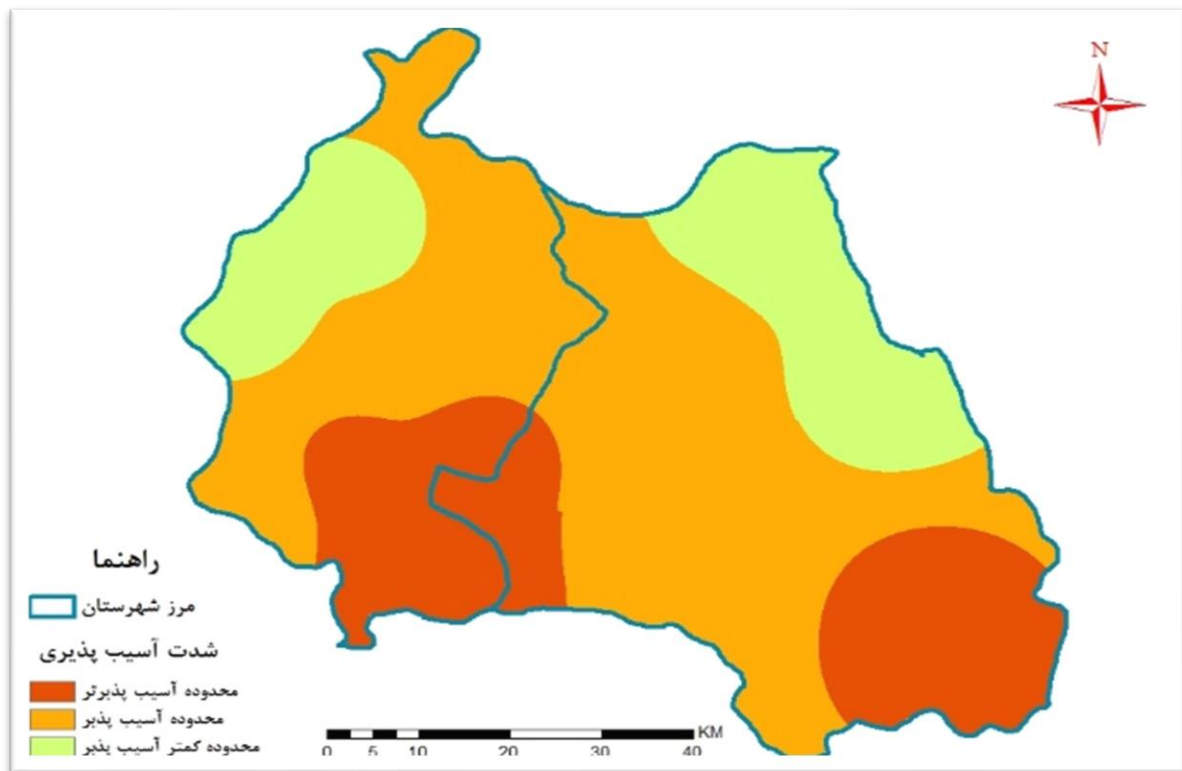 N
راهنما
مرز شهرستان
شدت آسیب پذیری
محدوده آسیب پذیرتر
محدوده آسیب پذیر
محدوده کمتر آسیب پذیر
KM
0 5 10 20 30 40